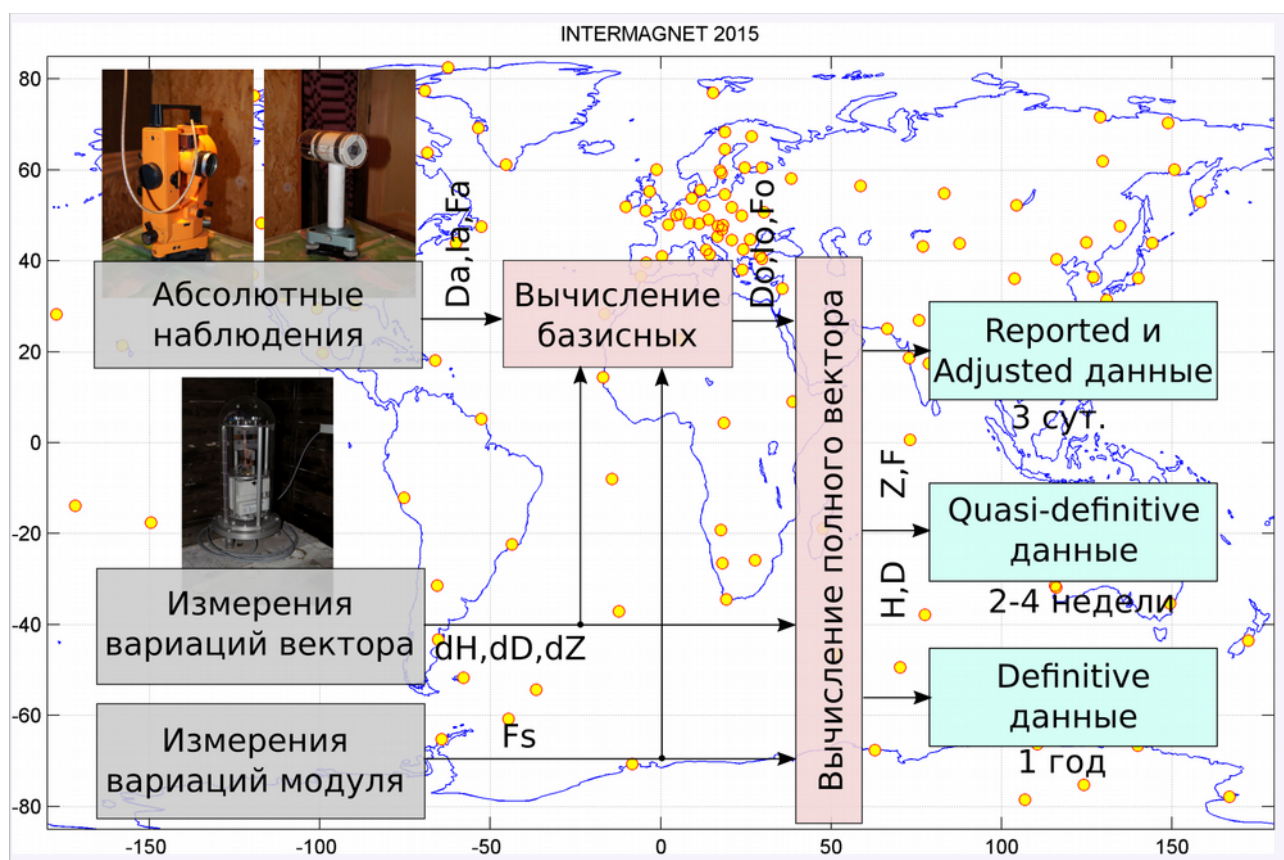 INTERMAGNET 2015
80
60
40
20
0
-20
-40
-60
-80
-150
-100
-50
0
50
100
150
Абсолютные
наблюдения
Da,Ia,Fa
Вычисление
базисных
Do,Io,Fo
Измерения
вариаций вектора
dH,dD,dZ
Измерения
вариаций модуля
Fs
Вычисление полного вектора
H,D
Z,F
Reported и
Adjusted данные
3 сут.
Quasi-definitive
данные
2-4 недели
Definitive
данные
1 год